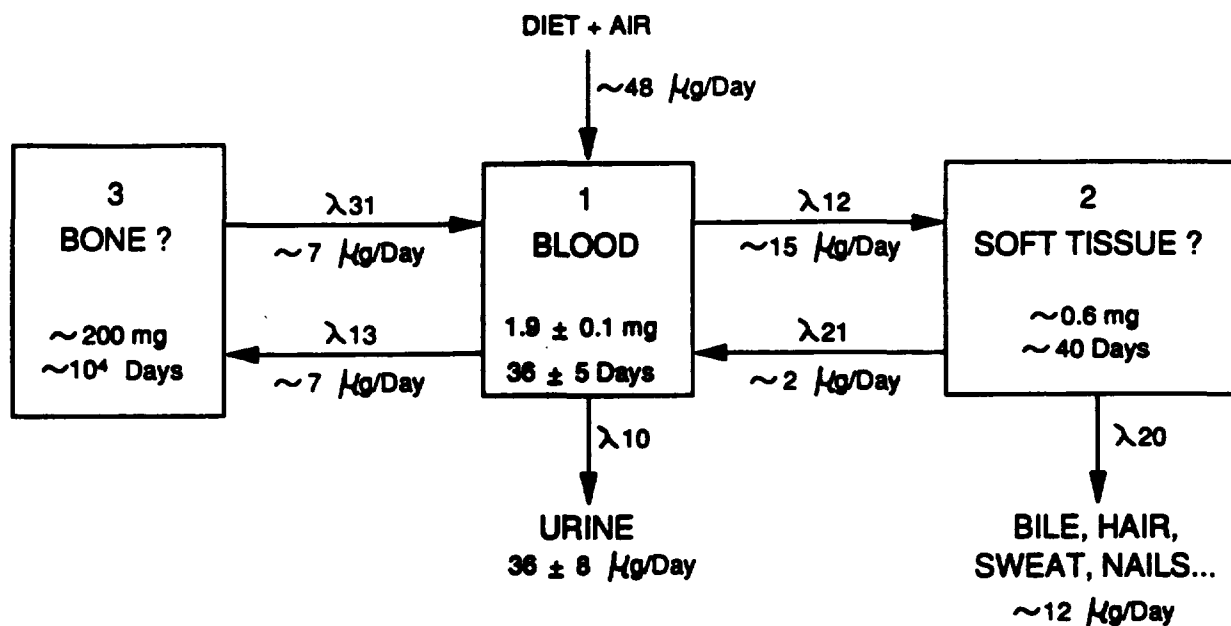 DIET + AIR
~48 μg/Day
3
BONE ?
~200 mg
~10⁴ Days
λ31
~7 μg/Day
λ13
~7 μg/Day
1
BLOOD
1.9 ± 0.1 mg
36 ± 5 Days
λ12
~15 μg/Day
λ21
~2 μg/Day
2
SOFT TISSUE ?
~0.6 mg
~40 Days
λ10
URINE
36 ± 8 μg/Day
λ20
BILE, HAIR,
SWEAT, NAILS...
~12 μg/Day